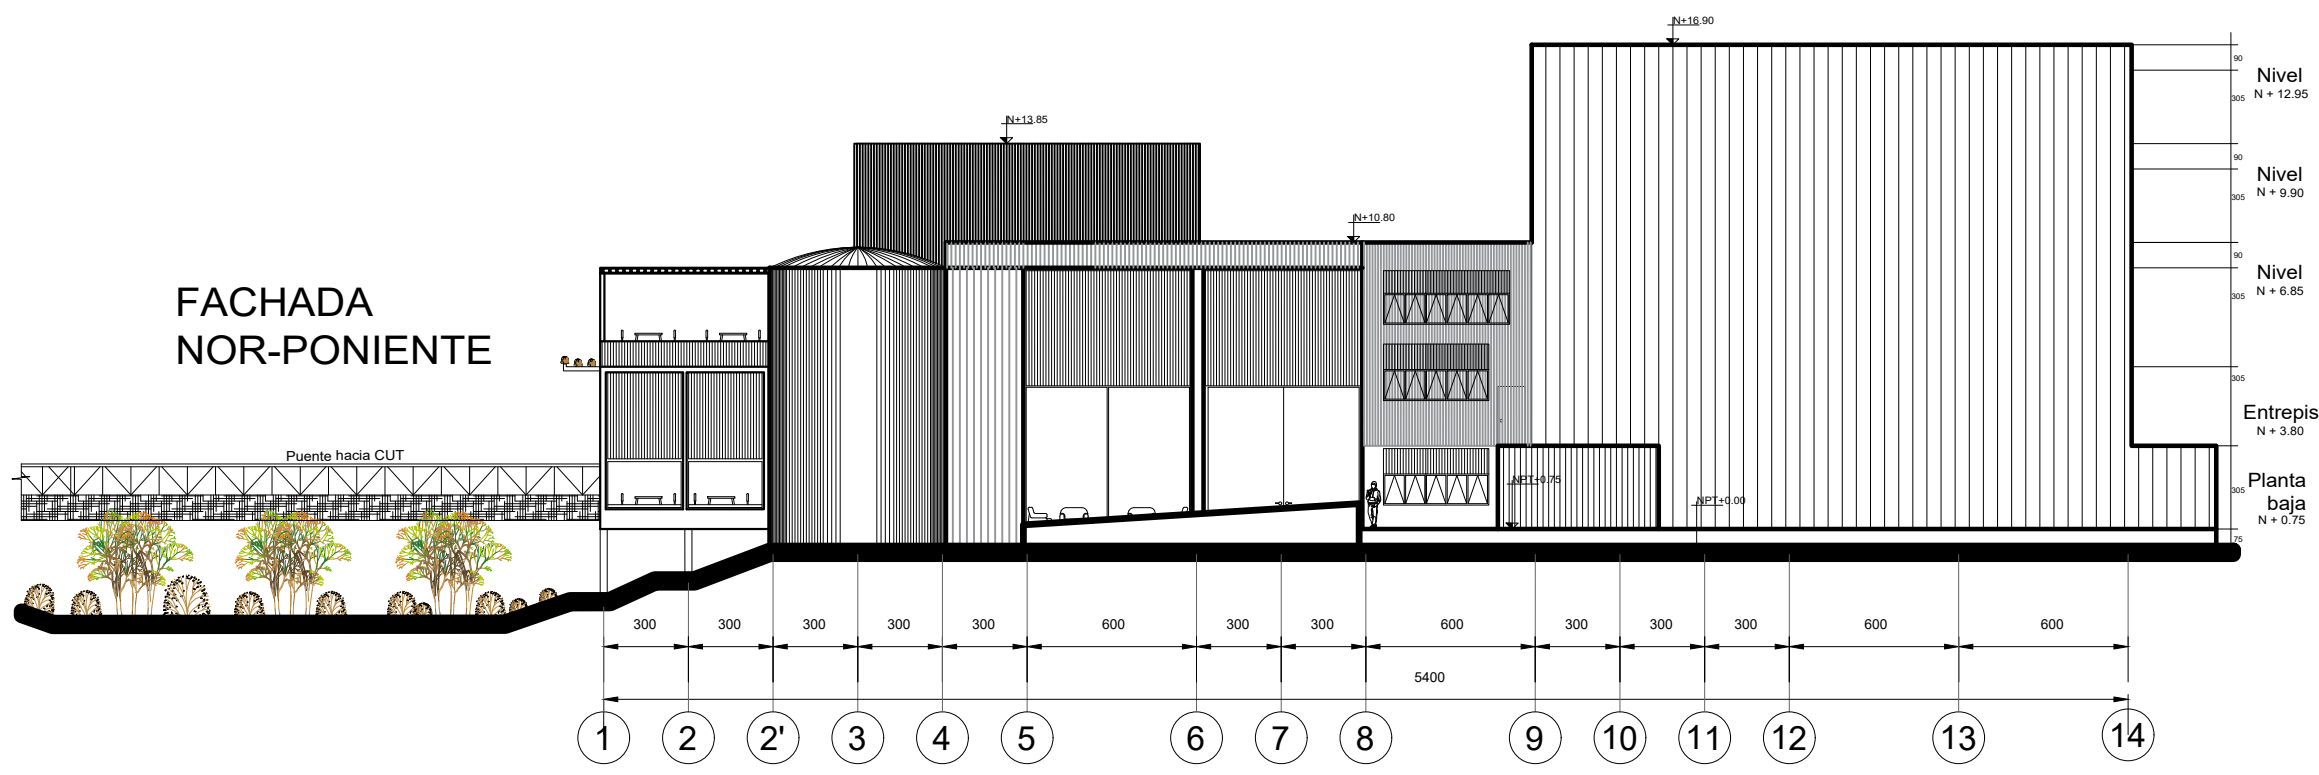 N+16.90
90
Nivel
N + 12.95
305
N+13.85
90
Nivel
N + 9.90
305
N+10.80
90
Nivel
N + 6.85
305
FACHADA
NOR-PONIENTE
305
Entrepis
N + 3.80
Puente hacia CUT
NPT+0.75
NPT+0.00
305
Planta
baja
N + 0.75
75
300 300 300 300 300 600 300 300 600 300 300 300 600 600
5400
1 2 2' 3 4 5 6 7 8 9 10 11 12 13 14